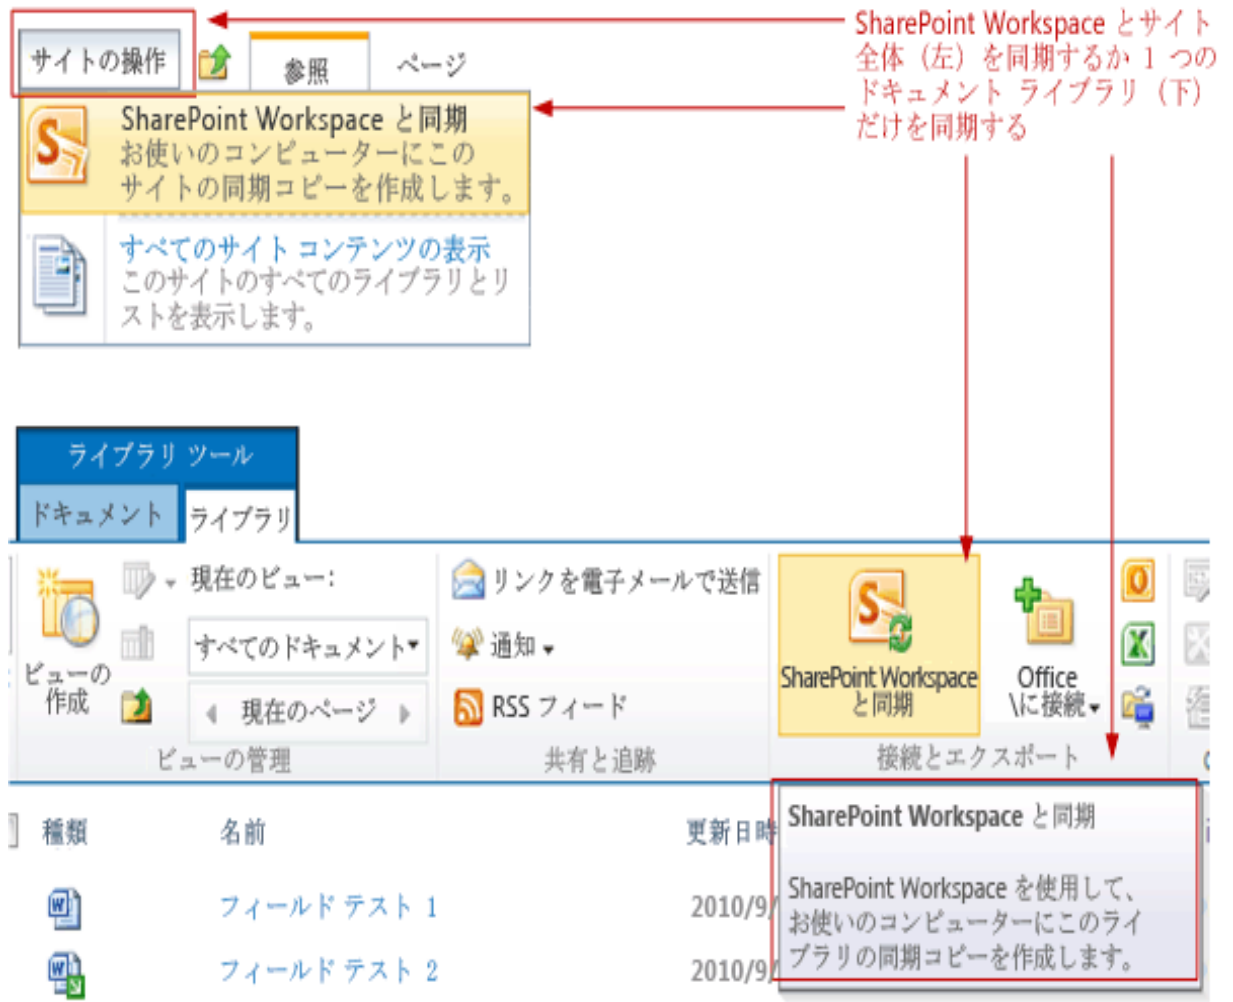 SharePoint Workspace とサイト
全体（左）を同期するか 1 つの
ドキュメント ライブラリ（下）
だけを同期する
サイトの操作
参照
ページ
SharePoint Workspace と同期
お使いのコンピューターにこの
サイトの同期コピーを作成します。
すべてのサイト コンテンツの表示
このサイトのすべてのライブラリとリ
ストを表示します。
ライブラリ ツール
ドキュメント
ライブラリ
ビューの
作成
現在のビュー:
すべてのドキュメント
現在のページ
ビューの管理
リンクを電子メールで送信
通知
RSS フィード
共有と追跡
SharePoint Workspace
と同期
Office
\に接続
接続とエクスポート
種類
名前
更新日時
フィールド テスト 1
2010/9/
フィールド テスト 2
2010/9/
SharePoint Workspace と同期
SharePoint Workspace を使用して、
お使いのコンピューターにこのライ
ブラリの同期コピーを作成します。